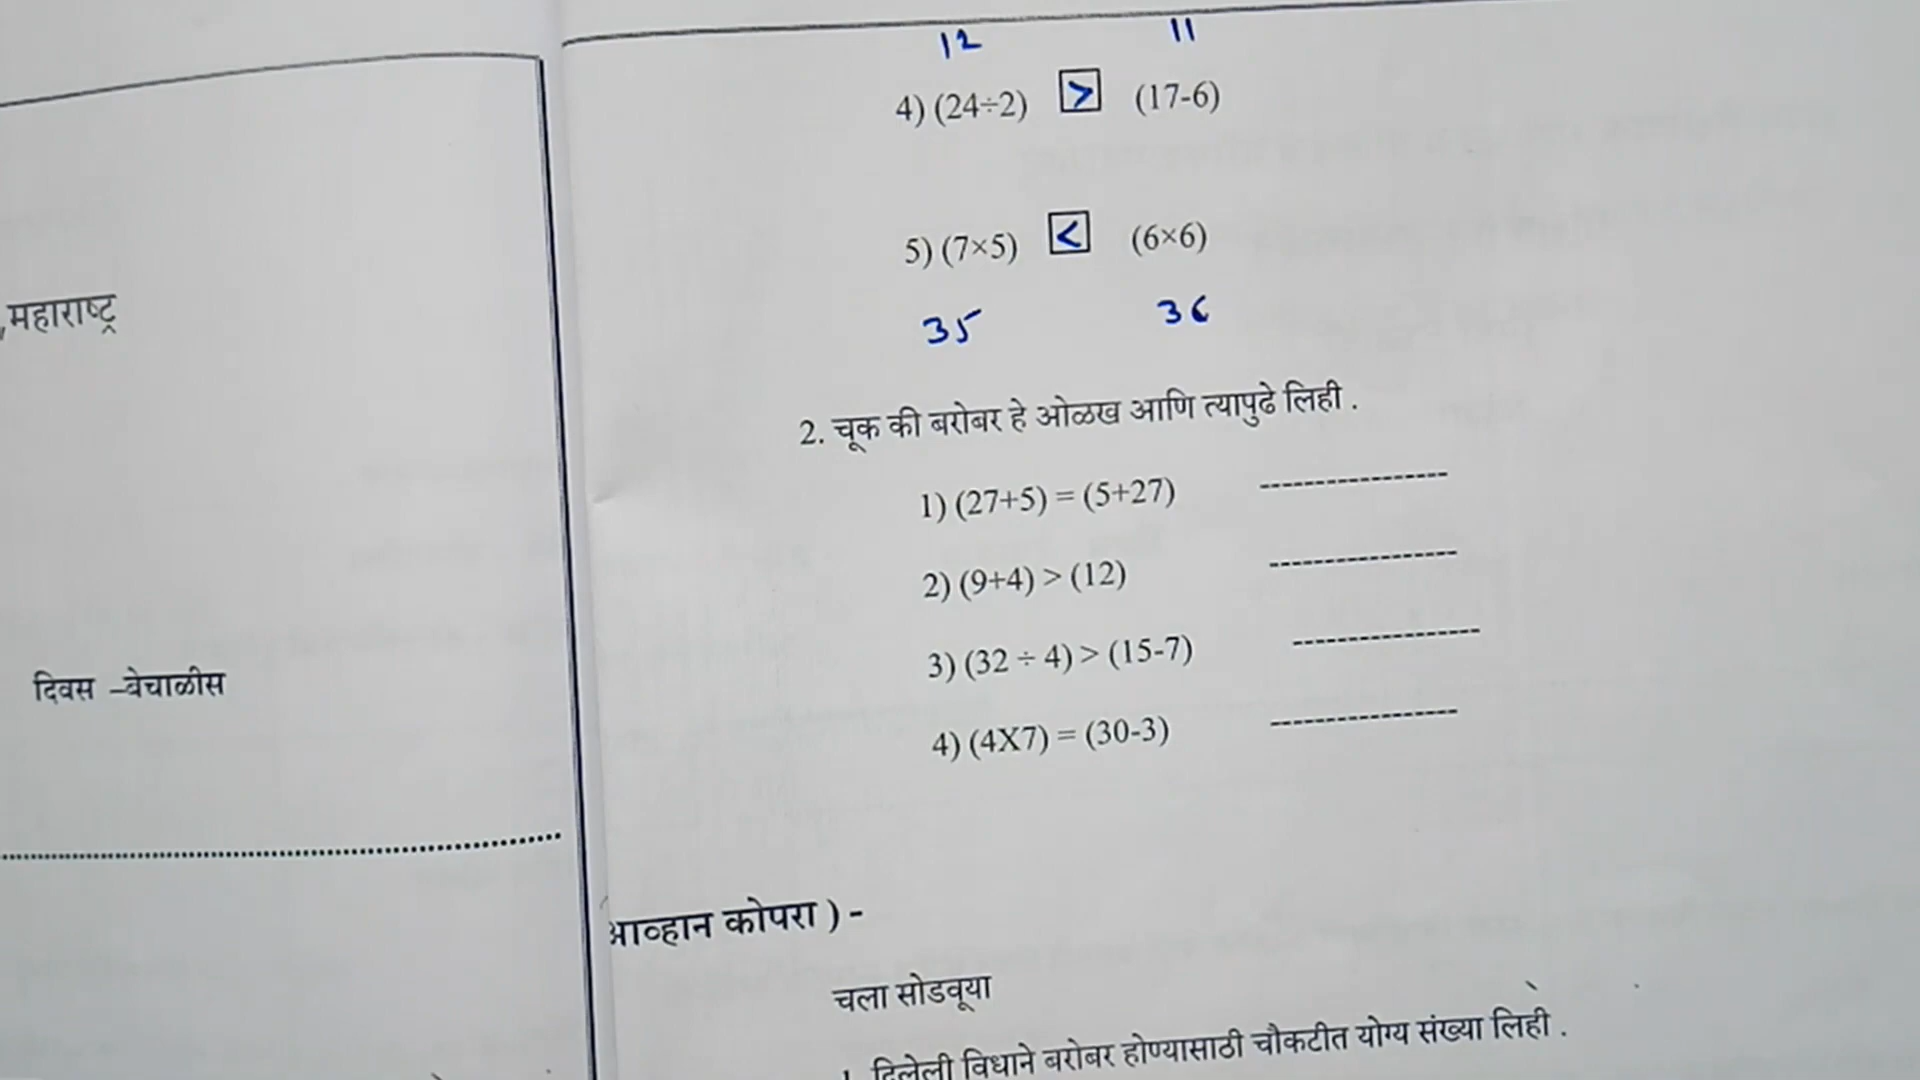 ,महाराष्ट्र
दिवस –बेचाळीस
12 11
4) (24÷2) > (17-6)
5) (7×5) < (6×6)
35 36
2. चूक की बरोबर हे ओळख आणि त्यापुढे लिही .
1) (27+5) = (5+27) -----------------
2) (9+4) > (12) -----------------
3) (32 ÷ 4) > (15-7) -----------------
4) (4X7) = (30-3) -----------------
आव्हान कोपरा ) -
चला सोडवूया
1. दिलेली विधाने बरोबर होण्यासाठी चौकटीत योग्य संख्या लिही .